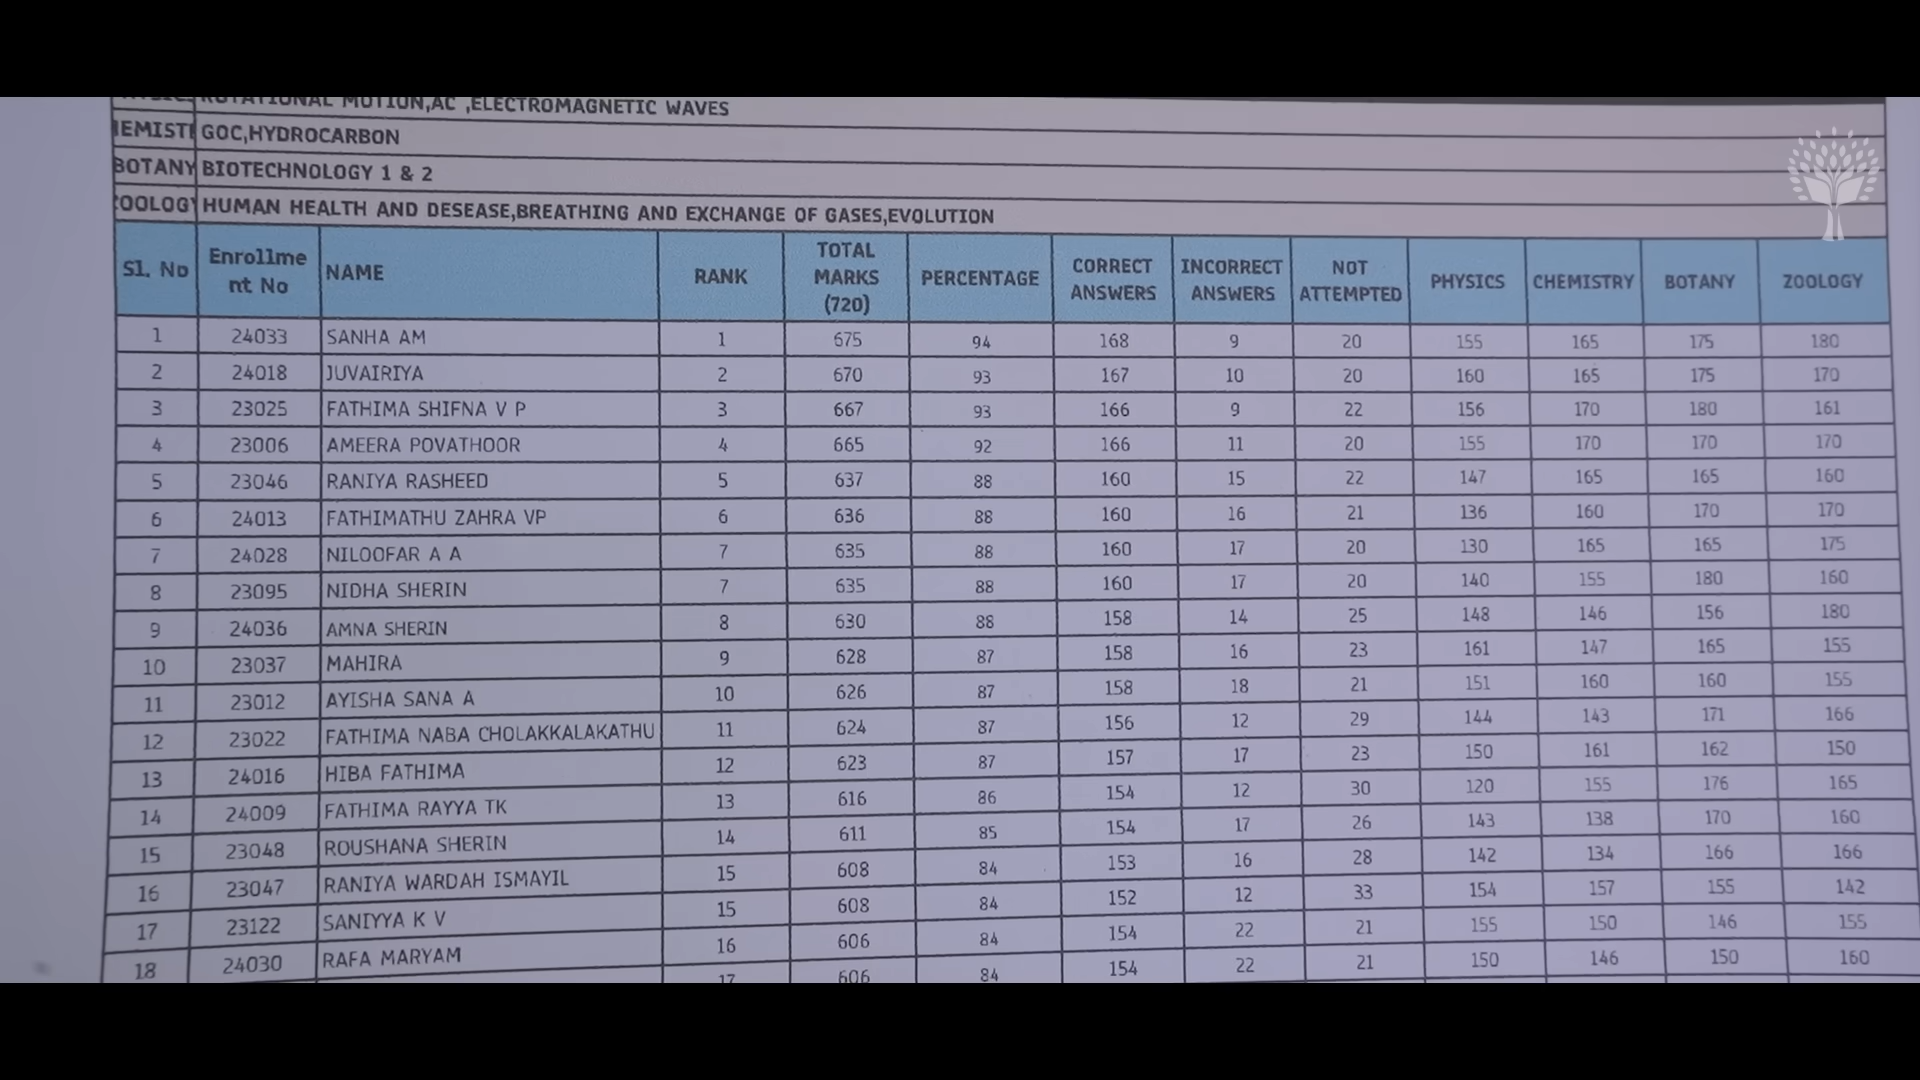 ROTATIONAL MOTION,AC ,ELECTROMAGNETIC WAVES
HEMIST GOC,HYDROCARBON
BOTANY BIOTECHNOLOGY 1 & 2
ZOOLOGY HUMAN HEALTH AND DESEASE,BREATHING AND EXCHANGE OF GASES,EVOLUTION
Sl. No Enrollme nt No NAME RANK TOTAL MARKS (720) PERCENTAGE CORRECT ANSWERS INCORRECT ANSWERS NOT ATTEMPTED PHYSICS CHEMISTRY BOTANY ZOOLOGY
1 24033 SANHA AM 1 675 94 168 9 20 155 165 175 180
2 24018 JUVAIRIYA 2 670 93 167 10 20 160 165 175 170
3 23025 FATHIMA SHIFNA V P 3 667 93 166 9 22 156 170 180 161
4 23006 AMEERA POVATHOOR 4 665 92 166 11 20 155 170 170 170
5 23046 RANIYA RASHEED 5 637 88 160 15 22 147 165 165 160
6 24013 FATHIMATHU ZAHRA VP 6 636 88 160 16 21 136 160 170 170
7 24028 NILOOFAR A A 7 635 88 160 17 20 130 165 165 175
8 23095 NIDHA SHERIN 7 635 88 160 17 20 140 155 180 160
9 24036 AMNA SHERIN 8 630 88 158 14 25 148 146 156 180
10 23037 MAHIRA 9 628 87 158 16 23 161 147 165 155
11 23012 AYISHA SANA A 10 626 87 158 18 21 151 160 160 155
12 23022 FATHIMA NABA CHOLAKKALAKATHU 11 624 87 156 12 29 144 143 171 166
13 24016 HIBA FATHIMA 12 623 87 157 17 23 150 161 162 150
14 24009 FATHIMA RAYYA TK 13 616 86 154 12 30 120 155 176 165
15 23048 ROUSHANA SHERIN 14 611 85 154 17 26 143 138 170 160
16 23047 RANIYA WARDAH ISMAYIL 15 608 84 153 16 28 142 134 166 166
17 23122 SANIYYA K V 15 608 84 152 12 33 154 157 155 142
18 24030 RAFA MARYAM 16 606 84 154 22 21 155 150 146 155
17 606 84 154 22 21 150 146 150 160